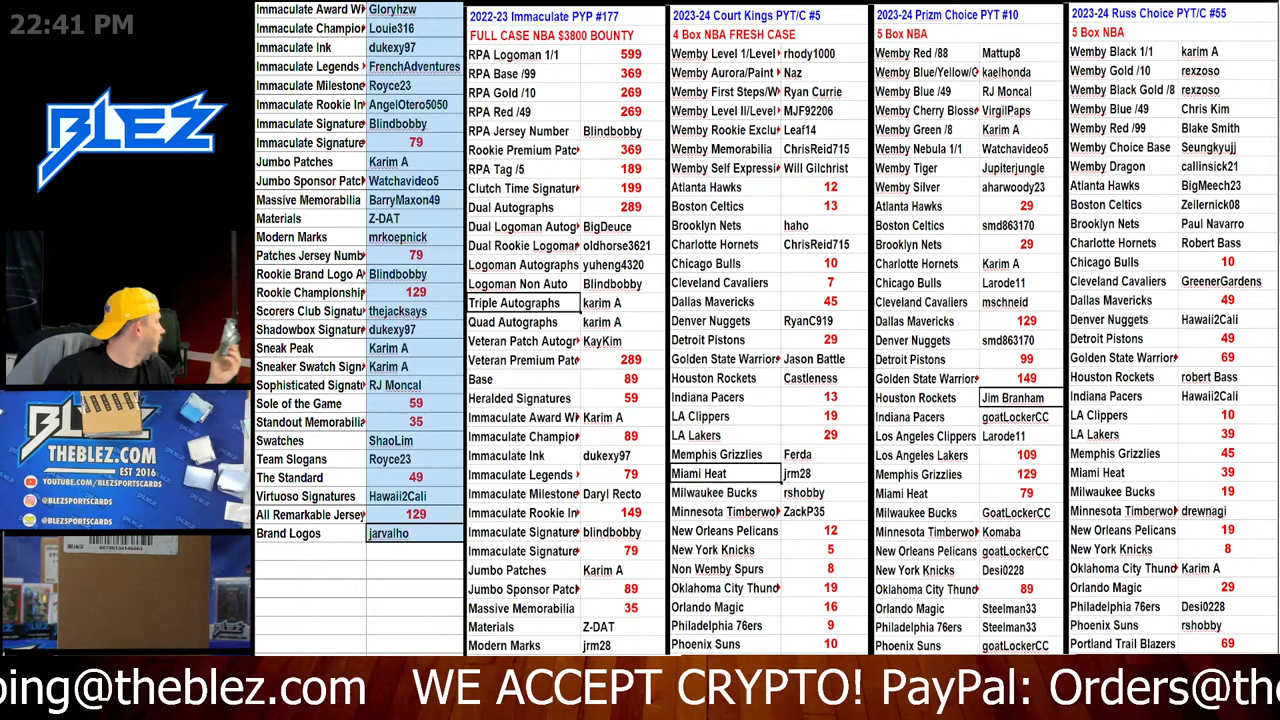 22:41 PM
BLEZ
BLEZ
THEBLEZ.COM
EST 2016
YOUTUBE.COM/BLEZSPORTSCARDS
@BLEZSPORTSCARDS
@BLEZSPORTSCARDS
Immaculate Award Wi Gloryhzw
Immaculate Champio Louie316
Immaculate Ink dukexy97
Immaculate Legends FrenchAdventures
Immaculate Milestone Royce23
Immaculate Rookie In AngelOtero5050
Immaculate Signatur Blindbobby
Immaculate Signatur 79
Jumbo Patches Karim A
Jumbo Sponsor Patc Watchavideo5
Massive Memorabilia BarryMaxon49
Materials Z-DAT
Modern Marks mrkoepnick
Patches Jersey Numb 79
Rookie Brand Logo A Blindbobby
Rookie Championship 129
Scorers Club Signatur thejacksays
Shadowbox Signatur dukexy97
Sneak Peak Karim A
Sneaker Swatch Sign Karim A
Sophisticated Signat RJ Moncal
Sole of the Game 59
Standout Memorabilia 35
Swatches ShaoLim
Team Slogans Royce23
The Standard 49
Virtuoso Signatures Hawaii2Cali
All Remarkable Jersey 129
Brand Logos jarvalho
2022-23 Immaculate PYP #177
FULL CASE NBA $3800 BOUNTY
RPA Logoman 1/1 599
RPA Base /99 369
RPA Gold /10 269
RPA Red /49 269
RPA Jersey Number Blindbobby
Rookie Premium Patc 369
RPA Tag /5 189
Clutch Time Signatur 199
Dual Autographs 289
Dual Logoman Autog BigDeuce
Dual Rookie Logoma oldhorse3621
Logoman Autographs yuheng4320
Logoman Non Auto Blindbobby
Triple Autographs karim A
Quad Autographs karim A
Veteran Patch Autogr KayKim
Veteran Premium Pat 289
Base 89
Heralded Signatures 59
Immaculate Award Wi Karim A
Immaculate Champio 89
Immaculate Ink dukexy97
Immaculate Legends 79
Immaculate Milestone Daryl Recto
Immaculate Rookie In 149
Immaculate Signature blindbobby
Immaculate Signature 79
Jumbo Patches Karim A
Jumbo Sponsor Patc 89
Massive Memorabilia 35
Materials Z-DAT
Modern Marks jrm28
2023-24 Court Kings PYT/C #5
4 Box NBA FRESH CASE
Wemby Level 1/Level rhody1000
Wemby Aurora/Paint Naz
Wemby First Steps/W Ryan Currie
Wemby Level II/Level MJF92206
Wemby Rookie Exclu Leaf14
Wemby Memorabilia ChrisReid715
Wemby Self Expressi Will Gilchrist
Atlanta Hawks 12
Boston Celtics 13
Brooklyn Nets haho
Charlotte Hornets ChrisReid715
Chicago Bulls 10
Cleveland Cavaliers 7
Dallas Mavericks 45
Denver Nuggets RyanC919
Detroit Pistons 29
Golden State Warrior Jason Battle
Houston Rockets Castleness
Indiana Pacers 13
LA Clippers 19
LA Lakers 29
Memphis Grizzlies Ferda
Miami Heat jrm28
Milwaukee Bucks rshobby
Minnesota Timberwo ZackP35
New Orleans Pelicans 12
New York Knicks 5
Non Wemby Spurs 8
Oklahoma City Thund 19
Orlando Magic 16
Philadelphia 76ers 9
Phoenix Suns 10
2023-24 Prizm Choice PYT #10
5 Box NBA
Wemby Red /88 Mattup8
Wemby Blue/Yellow/G kaelhonda
Wemby Blue /49 RJ Moncal
Wemby Cherry Blosso VirgilPaps
Wemby Green /8 Karim A
Wemby Nebula 1/1 Watchavideo5
Wemby Tiger Jupiterjungle
Wemby Silver aharwoody23
Atlanta Hawks 29
Boston Celtics smd863170
Brooklyn Nets 29
Charlotte Hornets Karim A
Chicago Bulls Larode11
Cleveland Cavaliers mschneid
Dallas Mavericks 129
Denver Nuggets smd863170
Detroit Pistons 99
Golden State Warrior 149
Houston Rockets Jim Branham
Indiana Pacers goatLockerCC
Los Angeles Clippers Larode11
Los Angeles Lakers 109
Memphis Grizzlies 129
Miami Heat 79
Milwaukee Bucks GoatLockerCC
Minnesota Timberwo Komaba
New Orleans Pelicans goatLockerCC
New York Knicks Desi0228
Oklahoma City Thund 89
Orlando Magic Steelman33
Philadelphia 76ers Steelman33
Phoenix Suns goatLockerCC
2023-24 Russ Choice PYT/C #55
5 Box NBA
Wemby Black 1/1 karim A
Wemby Gold /10 rexzoso
Wemby Black Gold /8 rexzoso
Wemby Blue /49 Chris Kim
Wemby Red /99 Blake Smith
Wemby Choice Base Seungkyujj
Wemby Dragon callinsick21
Atlanta Hawks BigMeech23
Boston Celtics Zellernick08
Brooklyn Nets Paul Navarro
Charlotte Hornets Robert Bass
Chicago Bulls 10
Cleveland Cavaliers GreenerGardens
Dallas Mavericks 49
Denver Nuggets Hawaii2Cali
Detroit Pistons 49
Golden State Warrior 69
Houston Rockets robert Bass
Indiana Pacers Hawaii2Cali
LA Clippers 10
LA Lakers 39
Memphis Grizzlies 45
Miami Heat 39
Milwaukee Bucks 19
Minnesota Timberwo drewnagi
New Orleans Pelicans 19
New York Knicks 8
Oklahoma City Thund Karim A
Orlando Magic 29
Philadelphia 76ers Desi0228
Phoenix Suns rshobby
Portland Trail Blazers 69
ping@theblez.com WE ACCEPT CRYPTO! PayPal: Orders@the